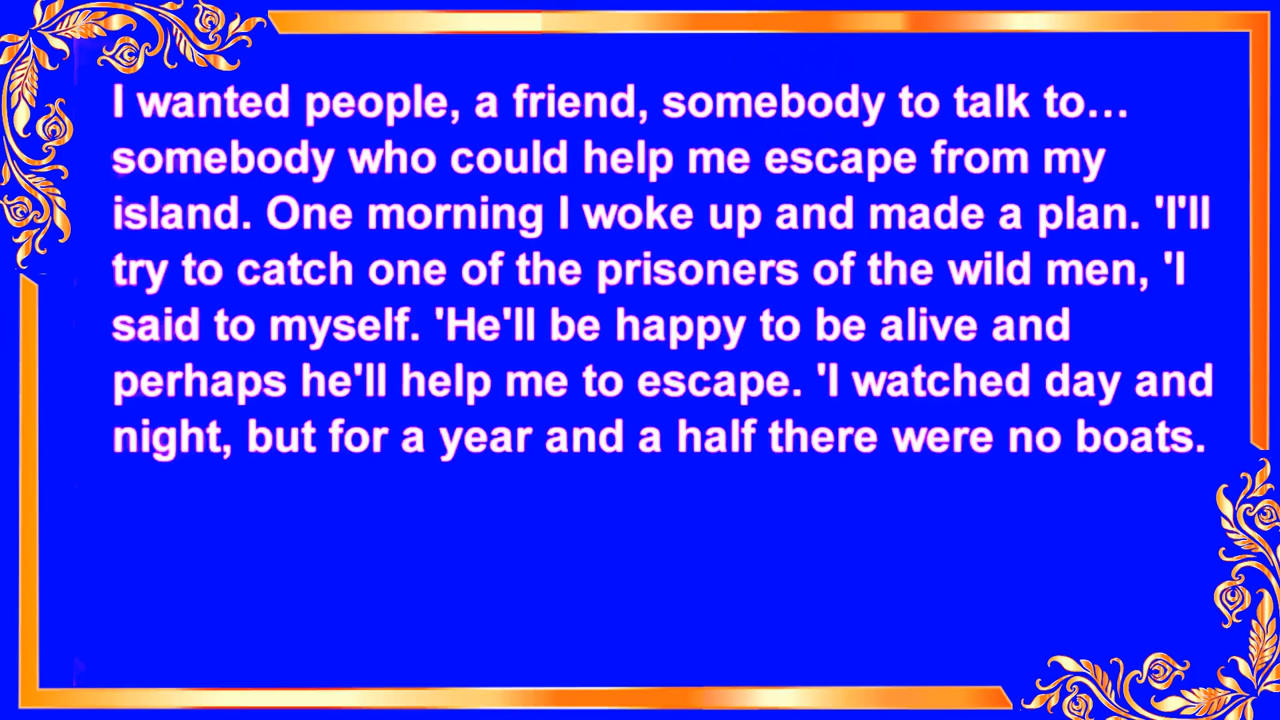 I wanted people, a friend, somebody to talk to…
somebody who could help me escape from my
island. One morning I woke up and made a plan. 'I'll
try to catch one of the prisoners of the wild men, 'I
said to myself. 'He'll be happy to be alive and
perhaps he'll help me to escape. 'I watched day and
night, but for a year and a half there were no boats.